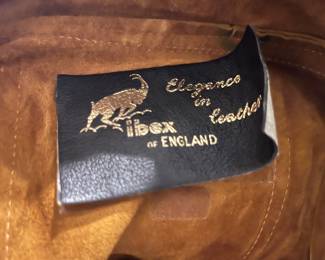 Elegance
in
Leather
ibex
OF ENGLAND